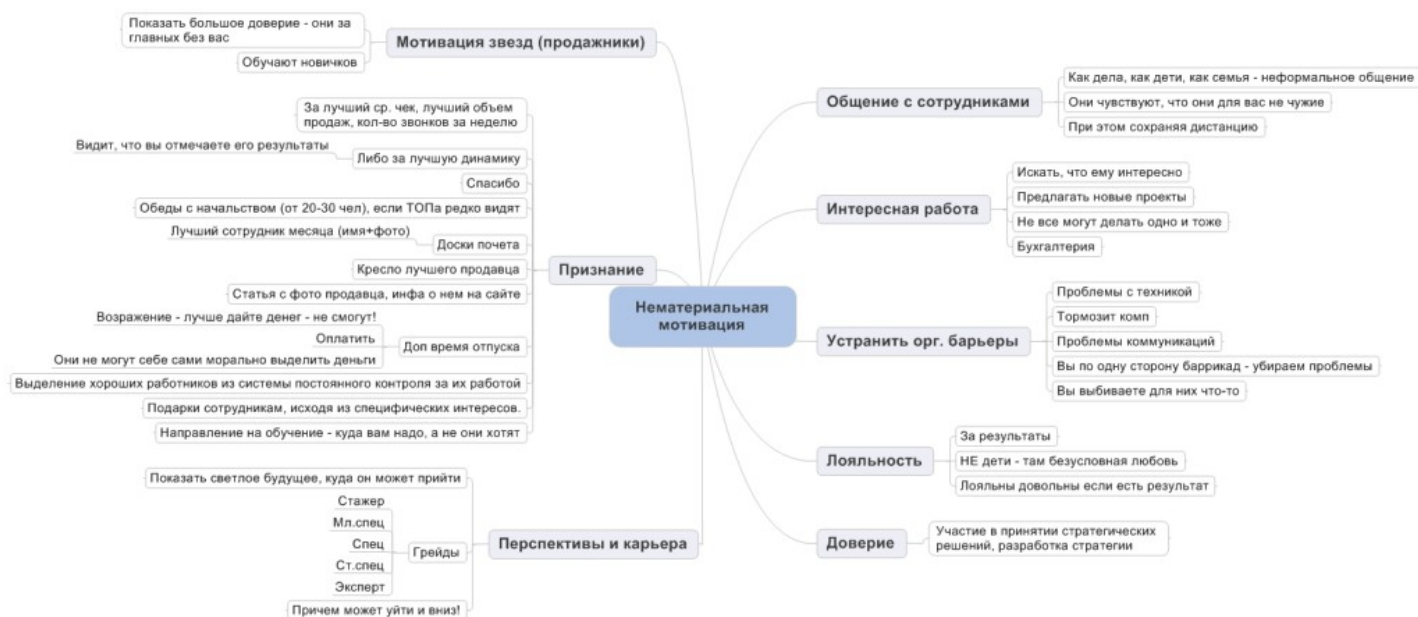 Нематериальная
мотивация
Мотивация звезд (продажники)
Показать большое доверие - они за
главных без вас
Обучают новичков
Признание
За лучший ср. чек, лучший объем
продаж, кол-во звонков за неделю
Либо за лучшую динамику
Видит, что вы отмечаете его результаты
Спасибо
Обеды с начальством (от 20-30 чел), если ТОПа редко видят
Доски почета
Лучший сотрудник месяца (имя+фото)
Кресло лучшего продавца
Статья с фото продавца, инфа о нем на сайте
Доп время отпуска
Возражение - лучше дайте денег - не смогут!
Оплатить
Они не могут себе сами морально выделить деньги
Выделение хороших работников из системы постоянного контроля за их работой
Подарки сотрудникам, исходя из специфических интересов.
Направление на обучение - куда вам надо, а не они хотят
Перспективы и карьера
Показать светлое будущее, куда он может прийти
Грейды
Стажер
Мл.спец
Спец
Ст.спец
Эксперт
Причем может уйти и вниз!
Общение с сотрудниками
Как дела, как дети, как семья - неформальное общение
Они чувствуют, что они для вас не чужие
При этом сохраняя дистанцию
Интересная работа
Искать, что ему интересно
Предлагать новые проекты
Не все могут делать одно и тоже
Бухгалтерия
Устранить орг. барьеры
Проблемы с техникой
Тормозит комп
Проблемы коммуникаций
Вы по одну сторону баррикад - убираем проблемы
Вы выбиваете для них что-то
Лояльность
За результаты
НЕ дети - там безусловная любовь
Лояльны довольны если есть результат
Доверие
Участие в принятии стратегических
решений, разработка стратегии